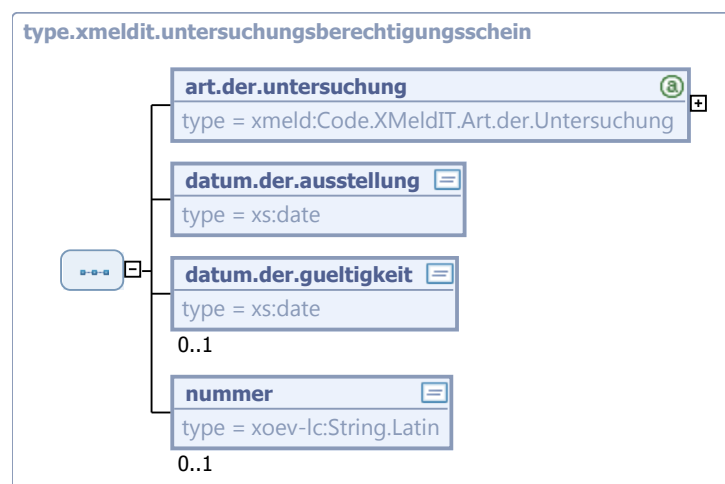 type.xmeldit.untersuchungsberechtigungsschein
art.der.untersuchung
type = xmeld:Code.XMeldIT.Art.der.Untersuchung
datum.der.ausstellung
type = xs:date
datum.der.gueltigkeit
type = xs:date
0..1
nummer
type = xoev-lc:String.Latin
0..1